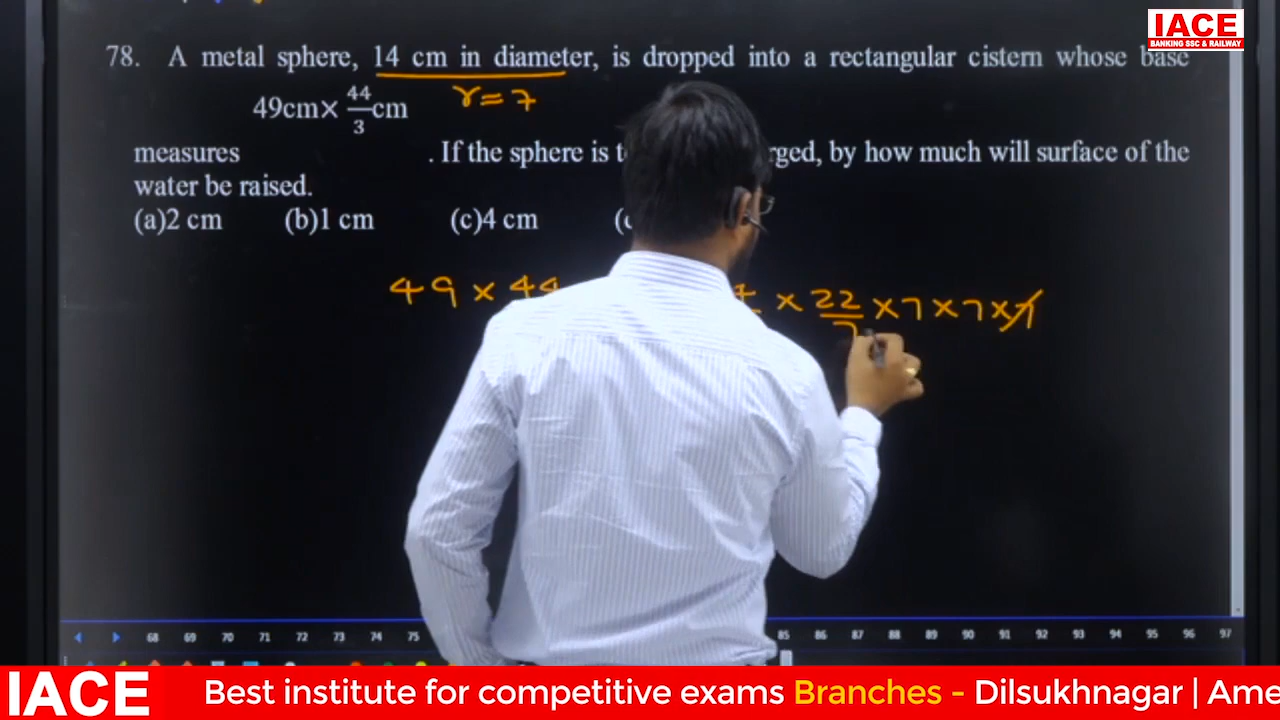 IACE
BANKING SSC & RAILWAY
78. A metal sphere, 14 cm in diameter, is dropped into a rectangular cistern whose base
r=7
49cm× 44/3 cm
measures . If the sphere is rged, by how much will surface of the
water be raised.
(a)2 cm (b)1 cm (c)4 cm
49 × 44 × 22/7 × 7 × 7 × 7
68 69 70 71 72 73 74 75 85 86 87 88 89 90 91 92 93 94 95 96 97
IACE Best institute for competitive exams Branches - Dilsukhnagar | Ame